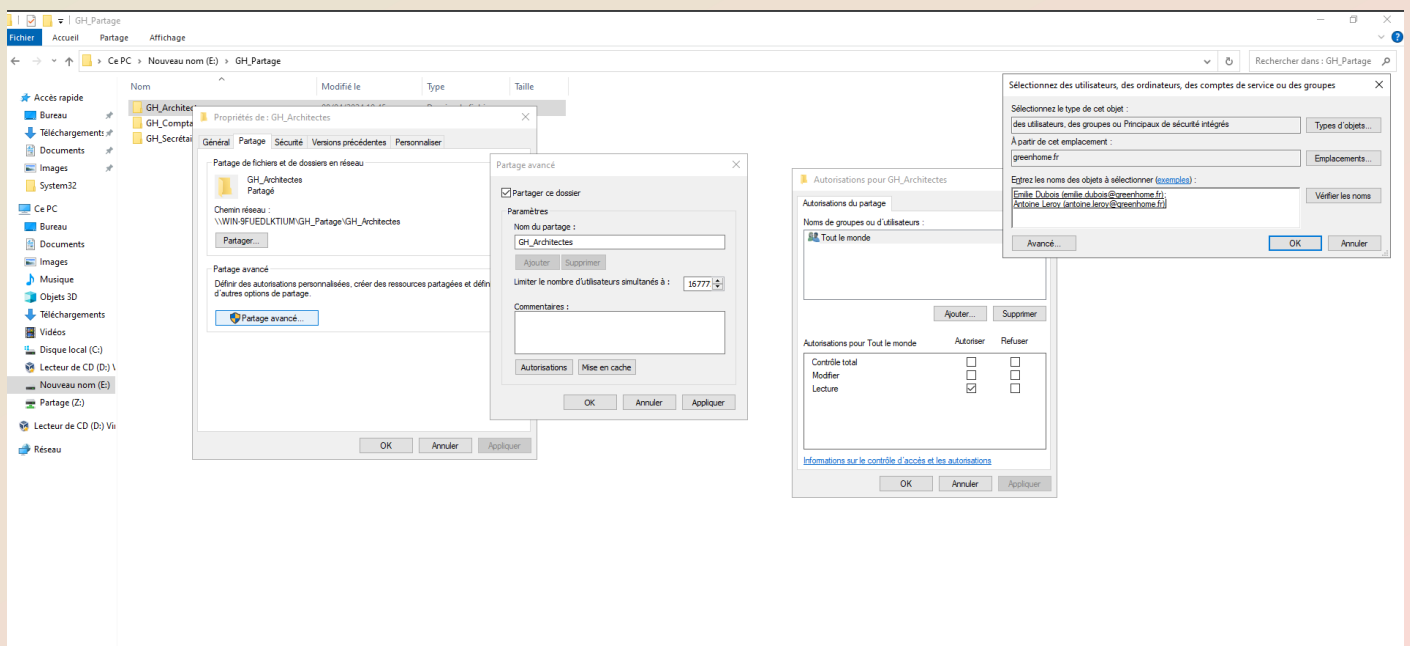 GH_Partage
Fichier Accueil Partage Affichage
Ce PC > Nouveau nom (E:) > GH_Partage
Rechercher dans : GH_Partage
Nom Modifié le Type Taille
Accès rapide
Bureau
Téléchargements
Documents
Images
System32
Ce PC
Bureau
Documents
Images
Musique
Objets 3D
Téléchargements
Vidéos
Disque local (C:)
Lecteur de CD (D:) V
Nouveau nom (E:)
Partage (Z:)
Lecteur de CD (D:) Vir
Réseau
GH_Architect
GH_Compta
GH_Secrétai
Propriétés de : GH_Architectes
Général Partage Sécurité Versions précédentes Personnaliser
Partage de fichiers et de dossiers en réseau
GH_Architectes
Partagé
Chemin réseau :
\\WIN-9FUEDLKTIUM\GH_Partage\GH_Architectes
Partager...
Partage avancé
Définir des autorisations personnalisées, créer des ressources partagées et défin
d'autres options de partage.
Partage avancé...
OK Annuler Appliquer
Partage avancé
Partager ce dossier
Paramètres
Nom du partage :
GH_Architectes
Ajouter Supprimer
Limiter le nombre d'utilisateurs simultanés à : 16777
Commentaires :
Autorisations Mise en cache
OK Annuler Appliquer
Autorisations pour GH_Architectes
Autorisations du partage
Noms de groupes ou d'utilisateurs :
Tout le monde
Ajouter... Supprimer
Autorisations pour Tout le monde Autoriser Refuser
Contrôle total
Modifier
Lecture
Informations sur le contrôle d'accès et les autorisations
OK Annuler Appliquer
Sélectionnez des utilisateurs, des ordinateurs, des comptes de service ou des groupes
Sélectionnez le type de cet objet :
des utilisateurs, des groupes ou Principaux de sécurité intégrés Types d'objets...
À partir de cet emplacement :
greenhome.fr Emplacements...
Entrez les noms des objets à sélectionner (exemples) :
Emilie Dubois (emilie.dubois@greenhome.fr);
Antoine Leroy (antoine.leroy@greenhome.fr)
Vérifier les noms
Avancé... OK Annuler